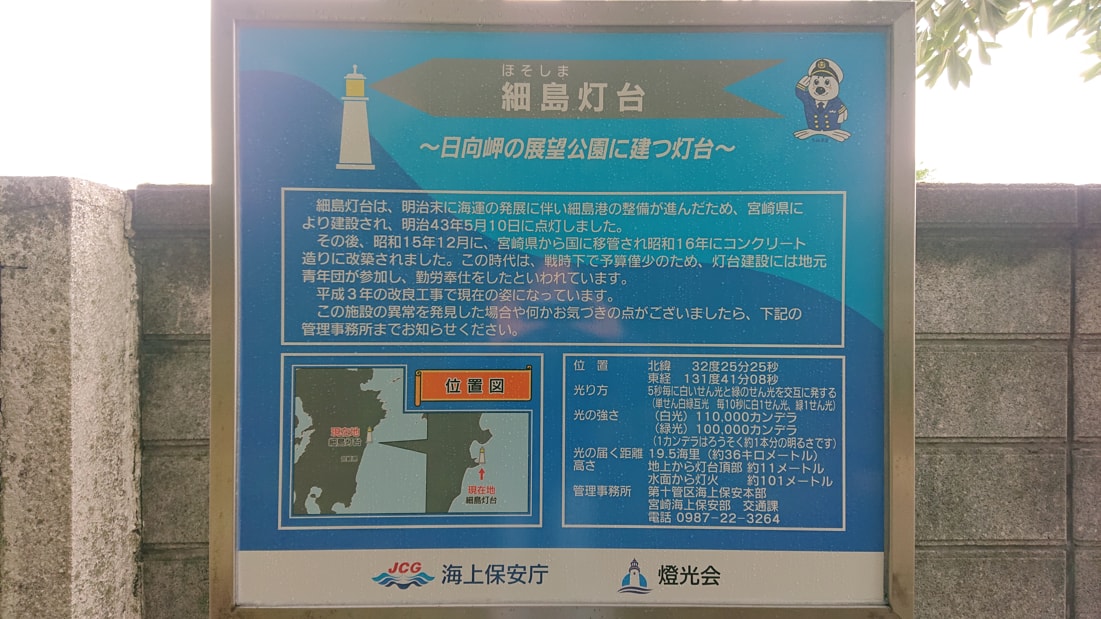 ほそしま
細島灯台
～日向岬の展望公園に建つ灯台～
細島灯台は、明治末に海運の発展に伴い細島港の整備が進んだため、宮崎県に
より建設され、明治43年5月10日に点灯しました。
その後、昭和15年12月に、宮崎県から国に移管され昭和16年にコンクリート
造りに改築されました。この時代は、戦時下で予算僅少のため、灯台建設には地元
青年団が参加し、勤労奉仕をしたといわれています。
平成３年の改良工事で現在の姿になっています。
この施設の異常を発見した場合や何かお気づきの点がございましたら、下記の
管理事務所までお知らせください。
位置図
現在地
細島灯台
現在地
細島灯台
位 置 北緯 32度25分25秒
東経 131度41分08秒
光り方 5秒毎に白いせん光と緑のせん光を交互に発する
(単せん白緑互光 毎10秒に白1せん光、緑1せん光)
光の強さ (白光) 110,000カンデラ
(緑光) 100,000カンデラ
(1カンデラはろうそく約1本分の明るさです)
光の届く距離 19.5海里 (約36キロメートル)
高さ 地上から灯台頂部 約11メートル
水面から灯火 約101メートル
管理事務所 第十管区海上保安本部
宮崎海上保安部 交通課
電話 0987-22-3264
JCG 海上保安庁
燈光会